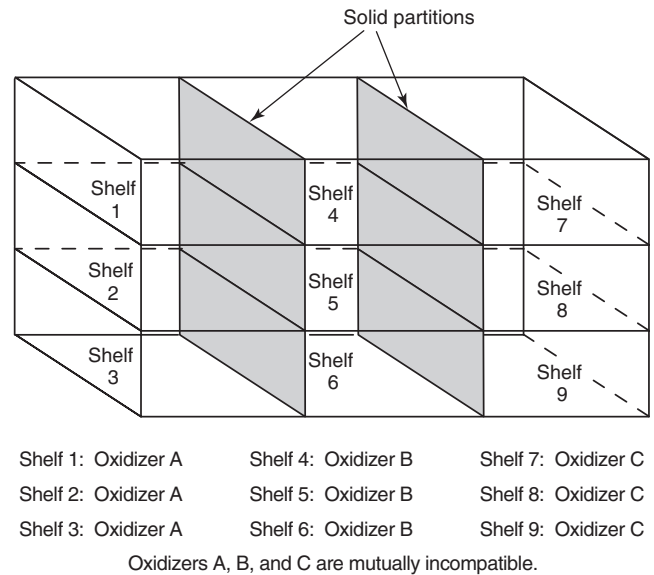 Solid partitions
Shelf
1
Shelf
4
Shelf
7
Shelf
2
Shelf
5
Shelf
8
Shelf
3
Shelf
6
Shelf
9
Shelf 1: Oxidizer A
Shelf 4: Oxidizer B
Shelf 7: Oxidizer C
Shelf 2: Oxidizer A
Shelf 5: Oxidizer B
Shelf 8: Oxidizer C
Shelf 3: Oxidizer A
Shelf 6: Oxidizer B
Shelf 9: Oxidizer C
Oxidizers A, B, and C are mutually incompatible.